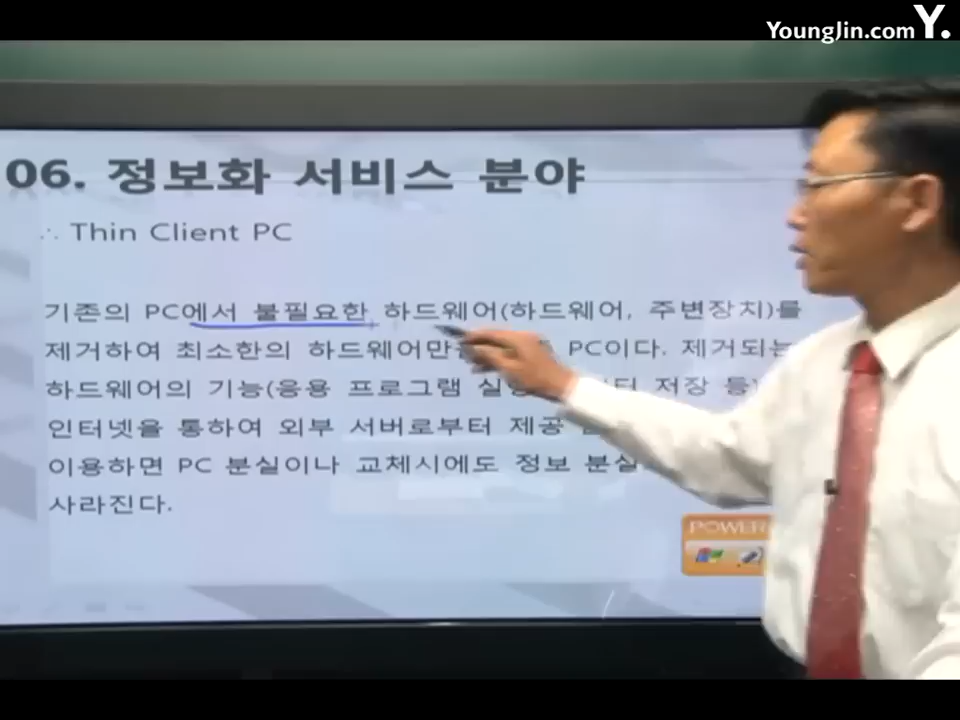 YoungJin.com Y.
06. 정보화 서비스 분야
∴ Thin Client PC
기존의 PC에서 불필요한 하드웨어(하드웨어, 주변장치)를
제거하여 최소한의 하드웨어만 PC이다. 제거되는
하드웨어의 기능(응용 프로그램 저장 등)
인터넷을 통하여 외부 서버로부터 제공
이용하면 PC 분실이나 교체시에도 정보 분실
사라진다.
POWER